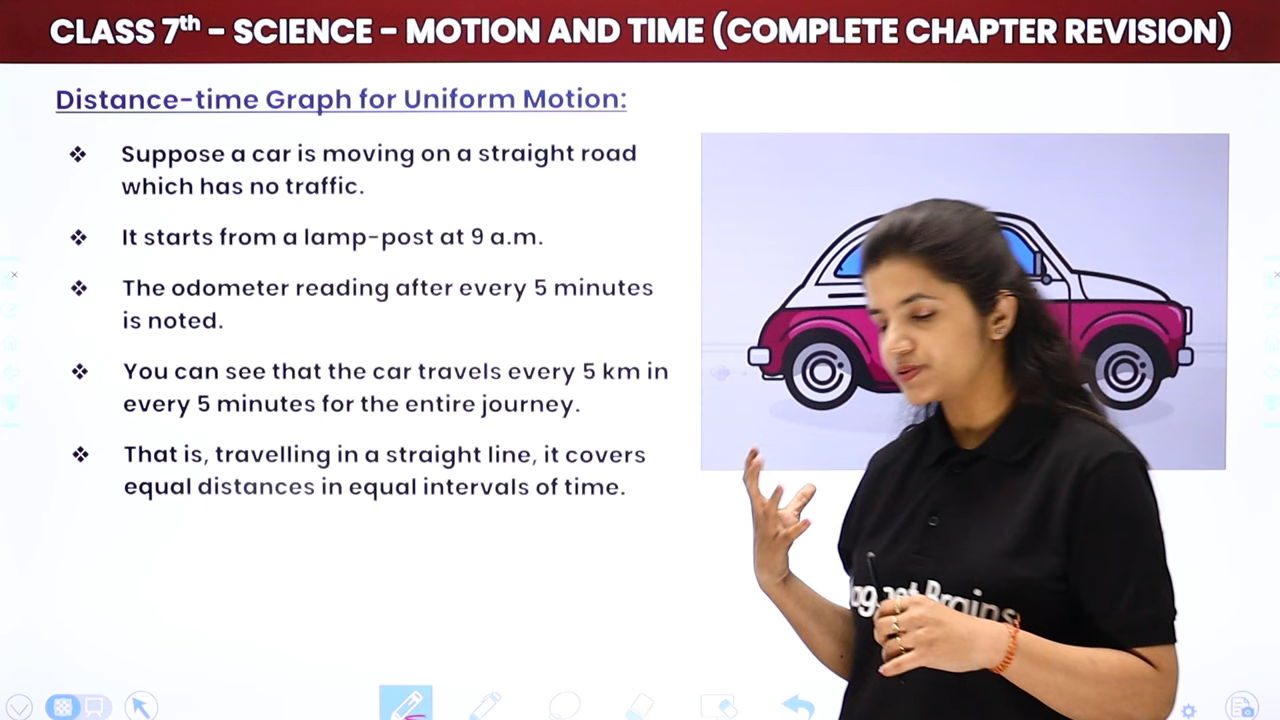 CLASS 7th – SCIENCE – MOTION AND TIME (COMPLETE CHAPTER REVISION)
Distance-time Graph for Uniform Motion:
❖ Suppose a car is moving on a straight road
which has no traffic.
❖ It starts from a lamp-post at 9 a.m.
❖ The odometer reading after every 5 minutes
is noted.
❖ You can see that the car travels every 5 km in
every 5 minutes for the entire journey.
❖ That is, travelling in a straight line, it covers
equal distances in equal intervals of time.
Brains